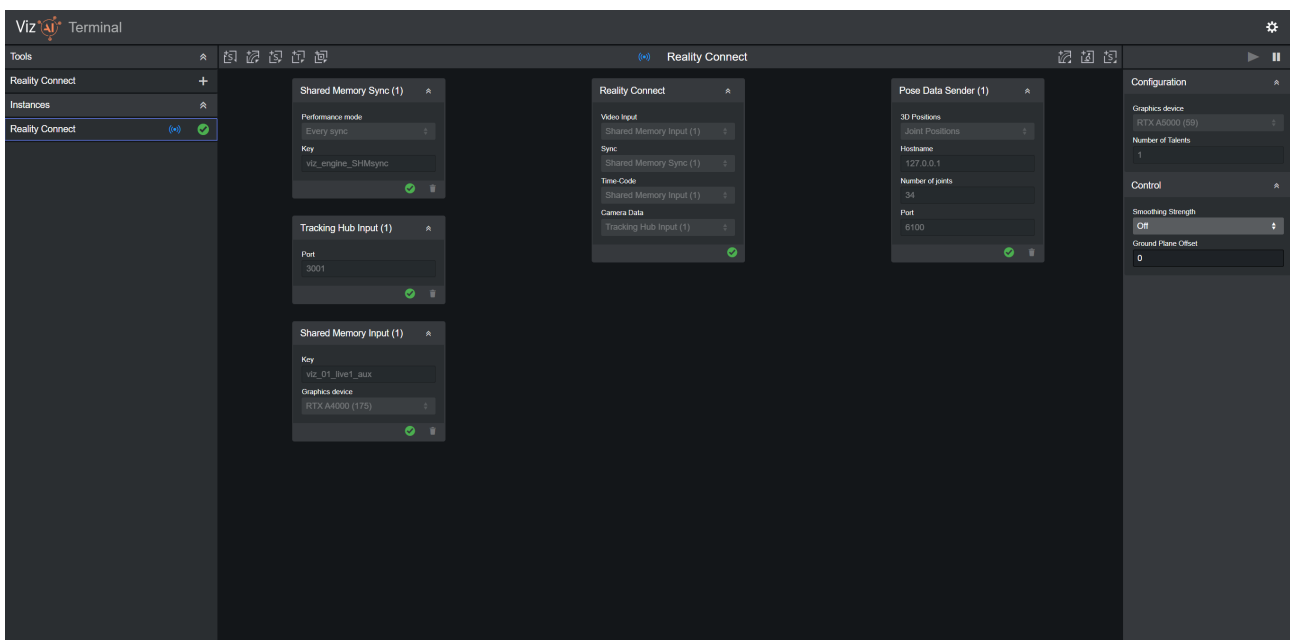 Viz AI Terminal
Tools
Reality Connect
Instances
Reality Connect
Reality Connect
Shared Memory Sync (1)
Performance mode
Every sync
Key
viz_engine_SHMsync
Tracking Hub Input (1)
Port
3001
Shared Memory Input (1)
Key
viz_01_live1_aux
Graphics device
RTX A4000 (175)
Reality Connect
Video Input
Shared Memory Input (1)
Sync
Shared Memory Sync (1)
Time-Code
Shared Memory Input (1)
Camera Data
Tracking Hub Input (1)
Pose Data Sender (1)
3D Positions
Joint Positions
Hostname
127.0.0.1
Number of joints
34
Port
6100
Configuration
Graphics device
RTX A5000 (59)
Number of Talents
1
Control
Smoothing Strength
Off
Ground Plane Offset
0